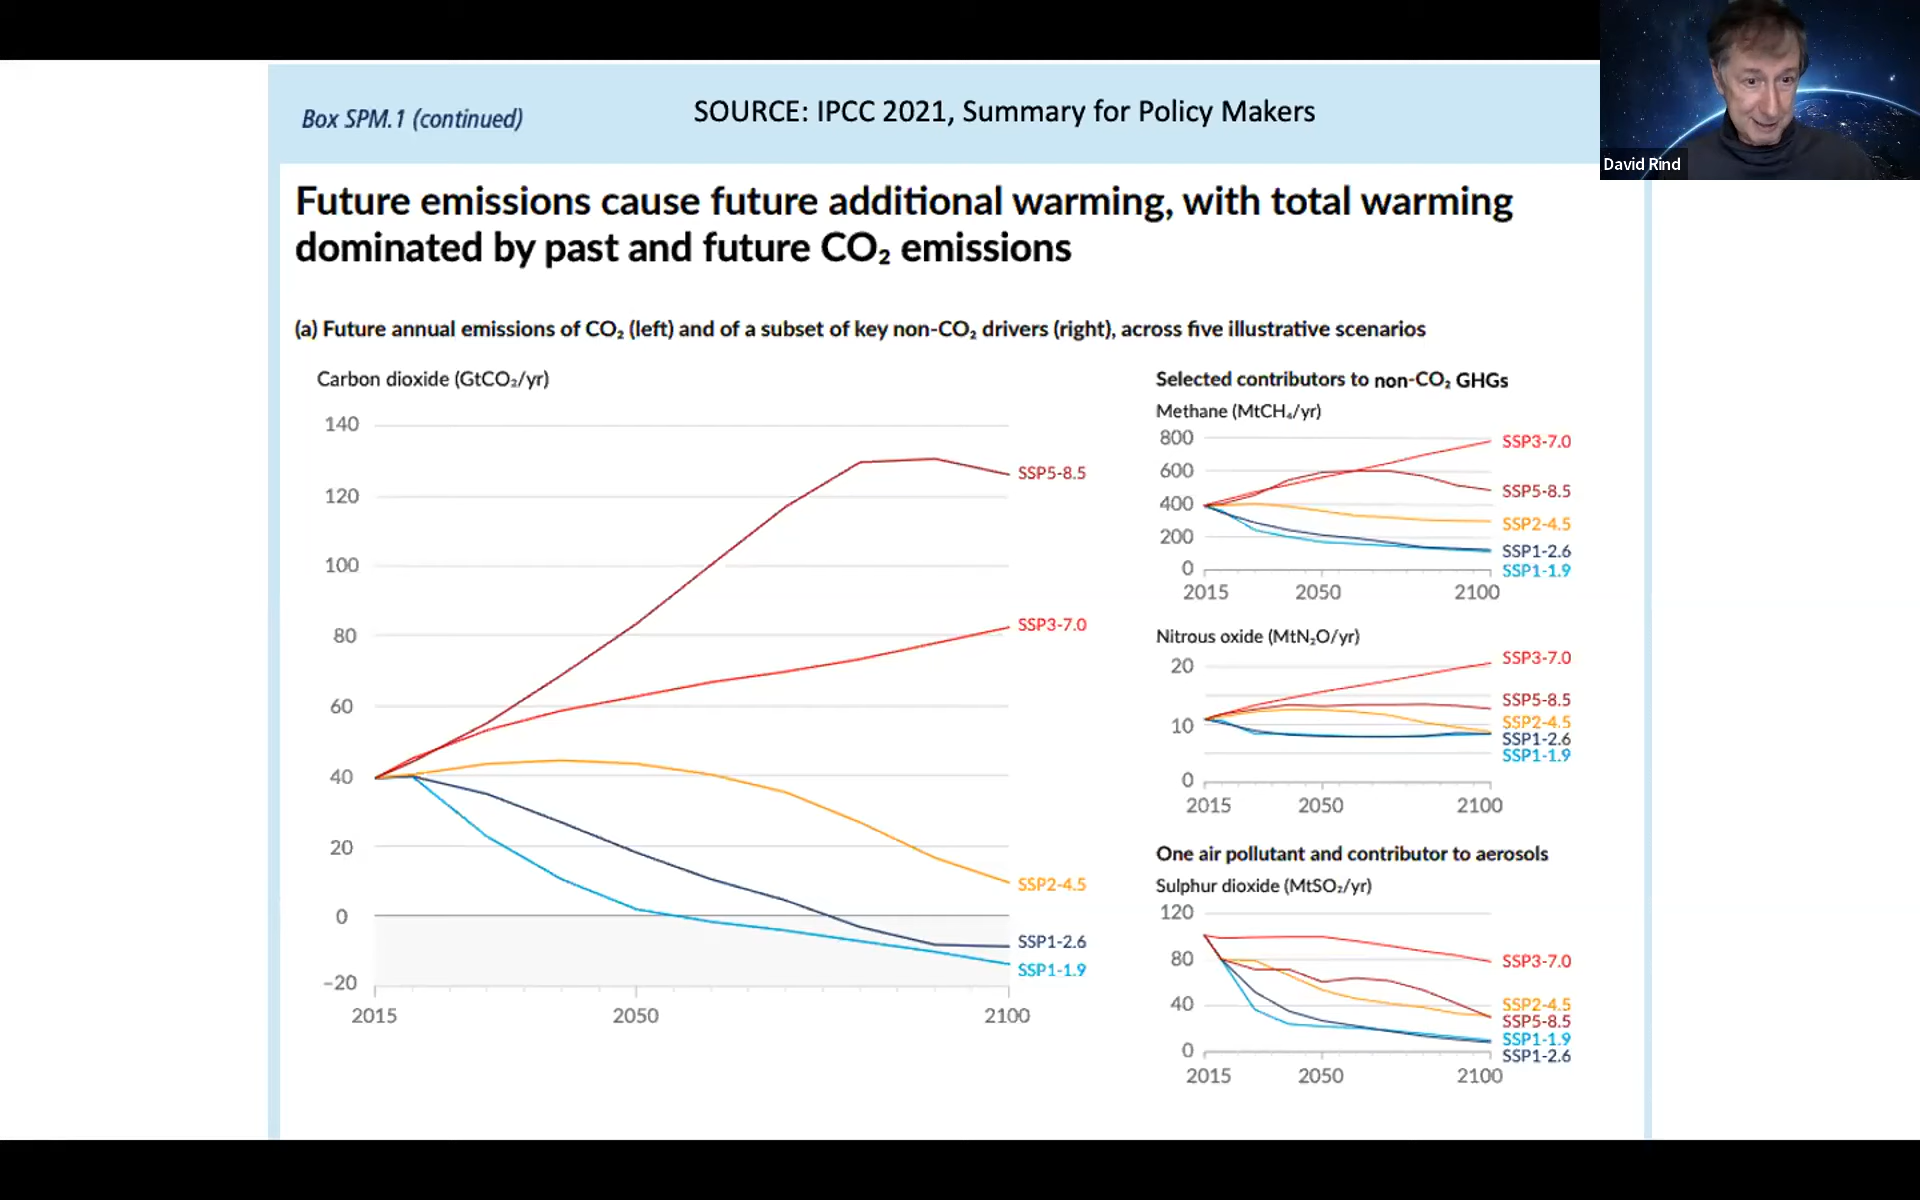 Box SPM.1 (continued)
SOURCE: IPCC 2021, Summary for Policy Makers
David Rind
Future emissions cause future additional warming, with total warming
dominated by past and future CO₂ emissions
(a) Future annual emissions of CO₂ (left) and of a subset of key non-CO₂ drivers (right), across five illustrative scenarios
Carbon dioxide (GtCO₂/yr)
140
120
100
80
60
40
20
0
−20
2015
2050
2100
SSP5-8.5
SSP3-7.0
SSP2-4.5
SSP1-2.6
SSP1-1.9
Selected contributors to non-CO₂ GHGs
Methane (MtCH₄/yr)
800
600
400
200
0
2015
2050
2100
SSP3-7.0
SSP5-8.5
SSP2-4.5
SSP1-2.6
SSP1-1.9
Nitrous oxide (MtN₂O/yr)
20
10
0
2015
2050
2100
SSP3-7.0
SSP5-8.5
SSP2-4.5
SSP1-2.6
SSP1-1.9
One air pollutant and contributor to aerosols
Sulphur dioxide (MtSO₂/yr)
120
80
40
0
2015
2050
2100
SSP3-7.0
SSP2-4.5
SSP5-8.5
SSP1-1.9
SSP1-2.6